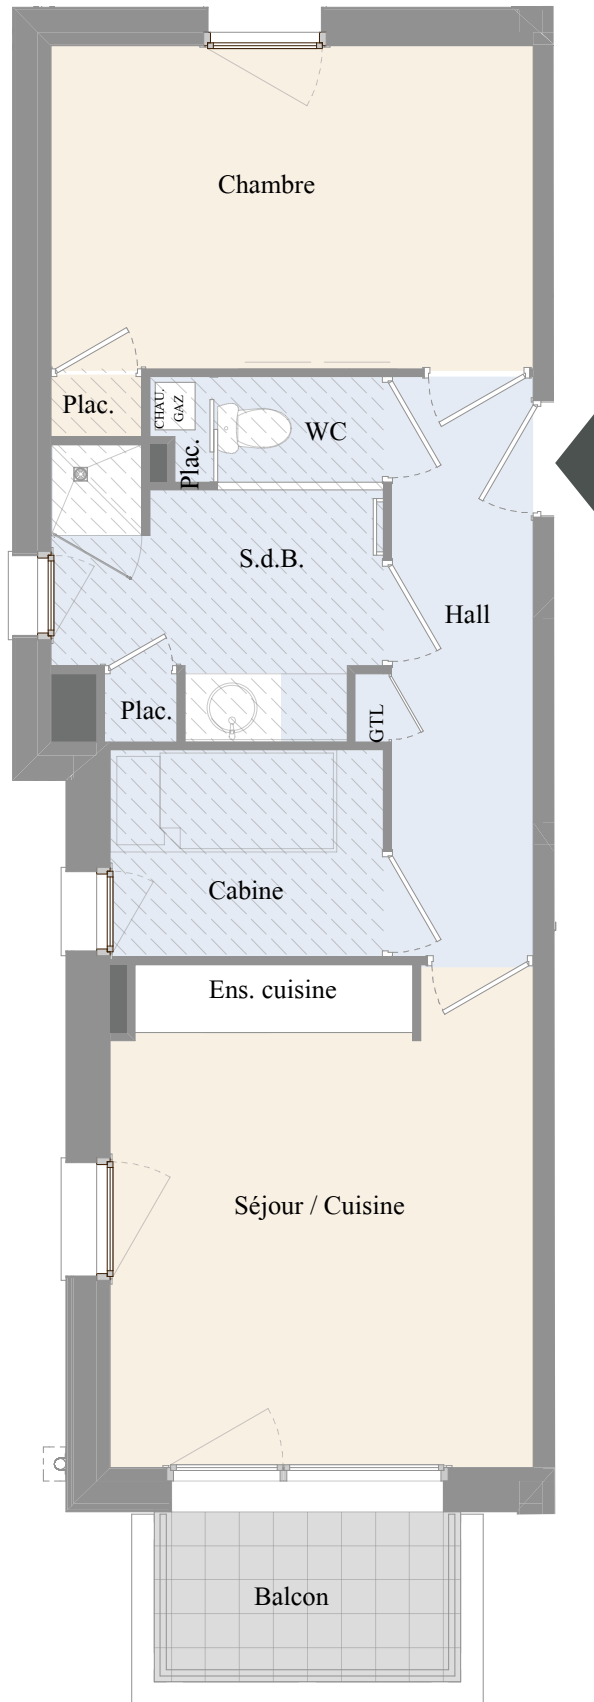 Chambre
Plac.
CHAU.
GAZ
Plac.
WC
S.d.B.
Hall
Plac.
GTL
Cabine
Ens. cuisine
Séjour / Cuisine
Balcon